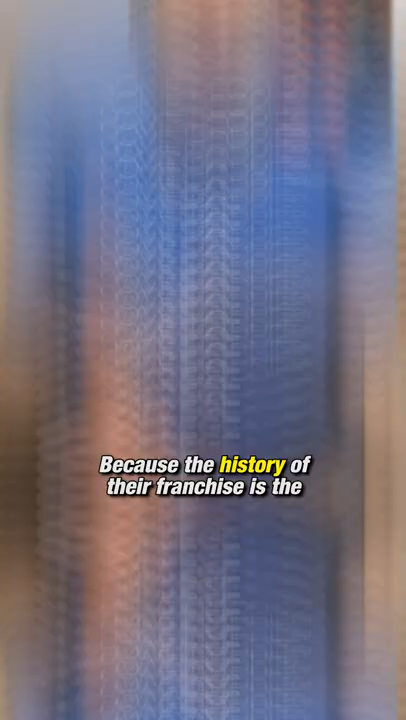 Because the history of
their franchise is the